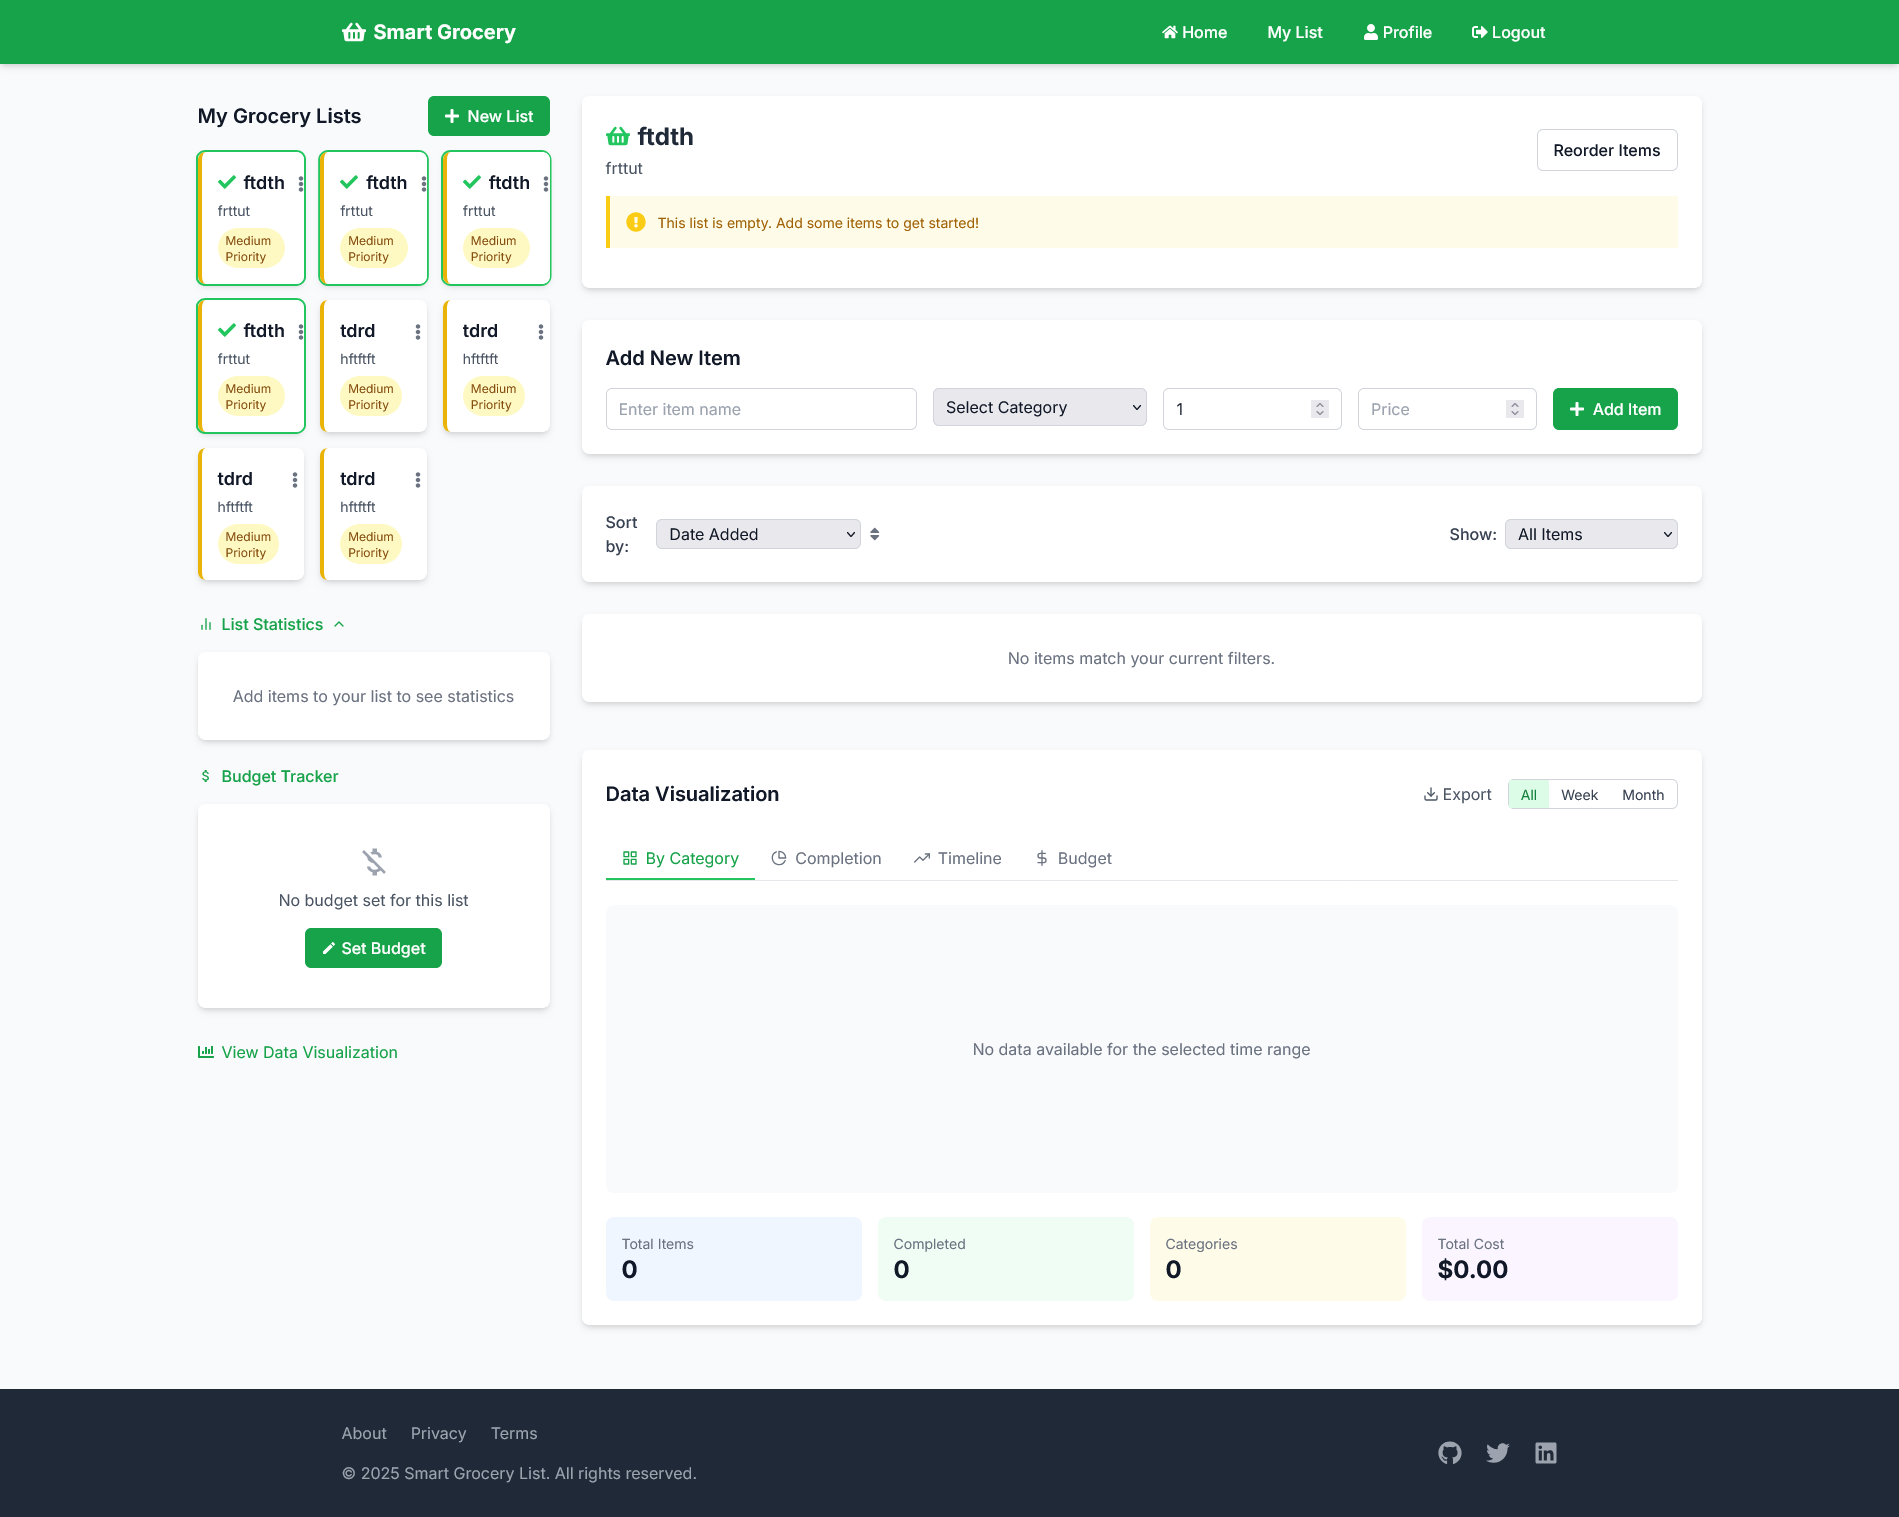 Smart Grocery
Home My List Profile Logout
My Grocery Lists
New List
ftdth
frttut
Medium
Priority
ftdth
frttut
Medium
Priority
ftdth
frttut
Medium
Priority
ftdth
frttut
Medium
Priority
tdrd
hftftft
Medium
Priority
tdrd
hftftft
Medium
Priority
tdrd
hftftft
Medium
Priority
tdrd
hftftft
Medium
Priority
List Statistics
Add items to your list to see statistics
Budget Tracker
No budget set for this list
Set Budget
View Data Visualization
ftdth
frttut
Reorder Items
This list is empty. Add some items to get started!
Add New Item
Enter item name
Select Category
1
Price
Add Item
Sort
by:
Date Added
Show:
All Items
No items match your current filters.
Data Visualization
Export
All Week Month
By Category Completion Timeline Budget
No data available for the selected time range
Total Items
0
Completed
0
Categories
0
Total Cost
$0.00
About Privacy Terms
© 2025 Smart Grocery List. All rights reserved.